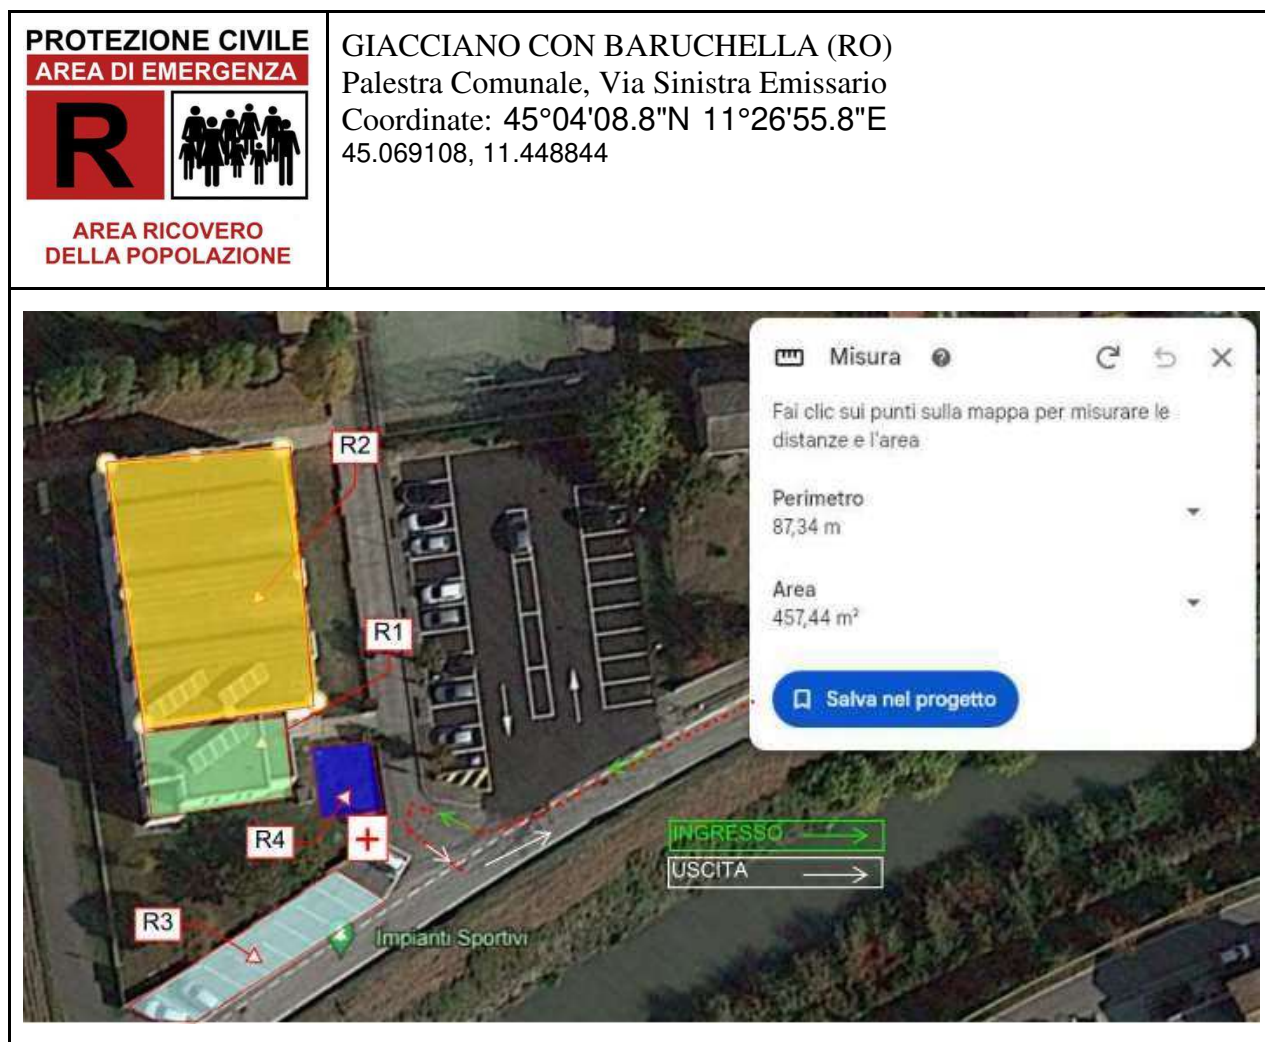 PROTEZIONE CIVILE
AREA DI EMERGENZA
R
AREA RICOVERO
DELLA POPOLAZIONE
GIACCIANO CON BARUCHELLA (RO)
Palestra Comunale, Via Sinistra Emissario
Coordinate: 45°04'08.8"N 11°26'55.8"E
45.069108, 11.448844
Misura
Fai clic sui punti sulla mappa per misurare le
distanze e l'area
Perimetro
87,34 m
Area
457,44 m²
Salva nel progetto
R2
R1
R4
R3
Impianti Sportivi
INGRESSO
USCITA